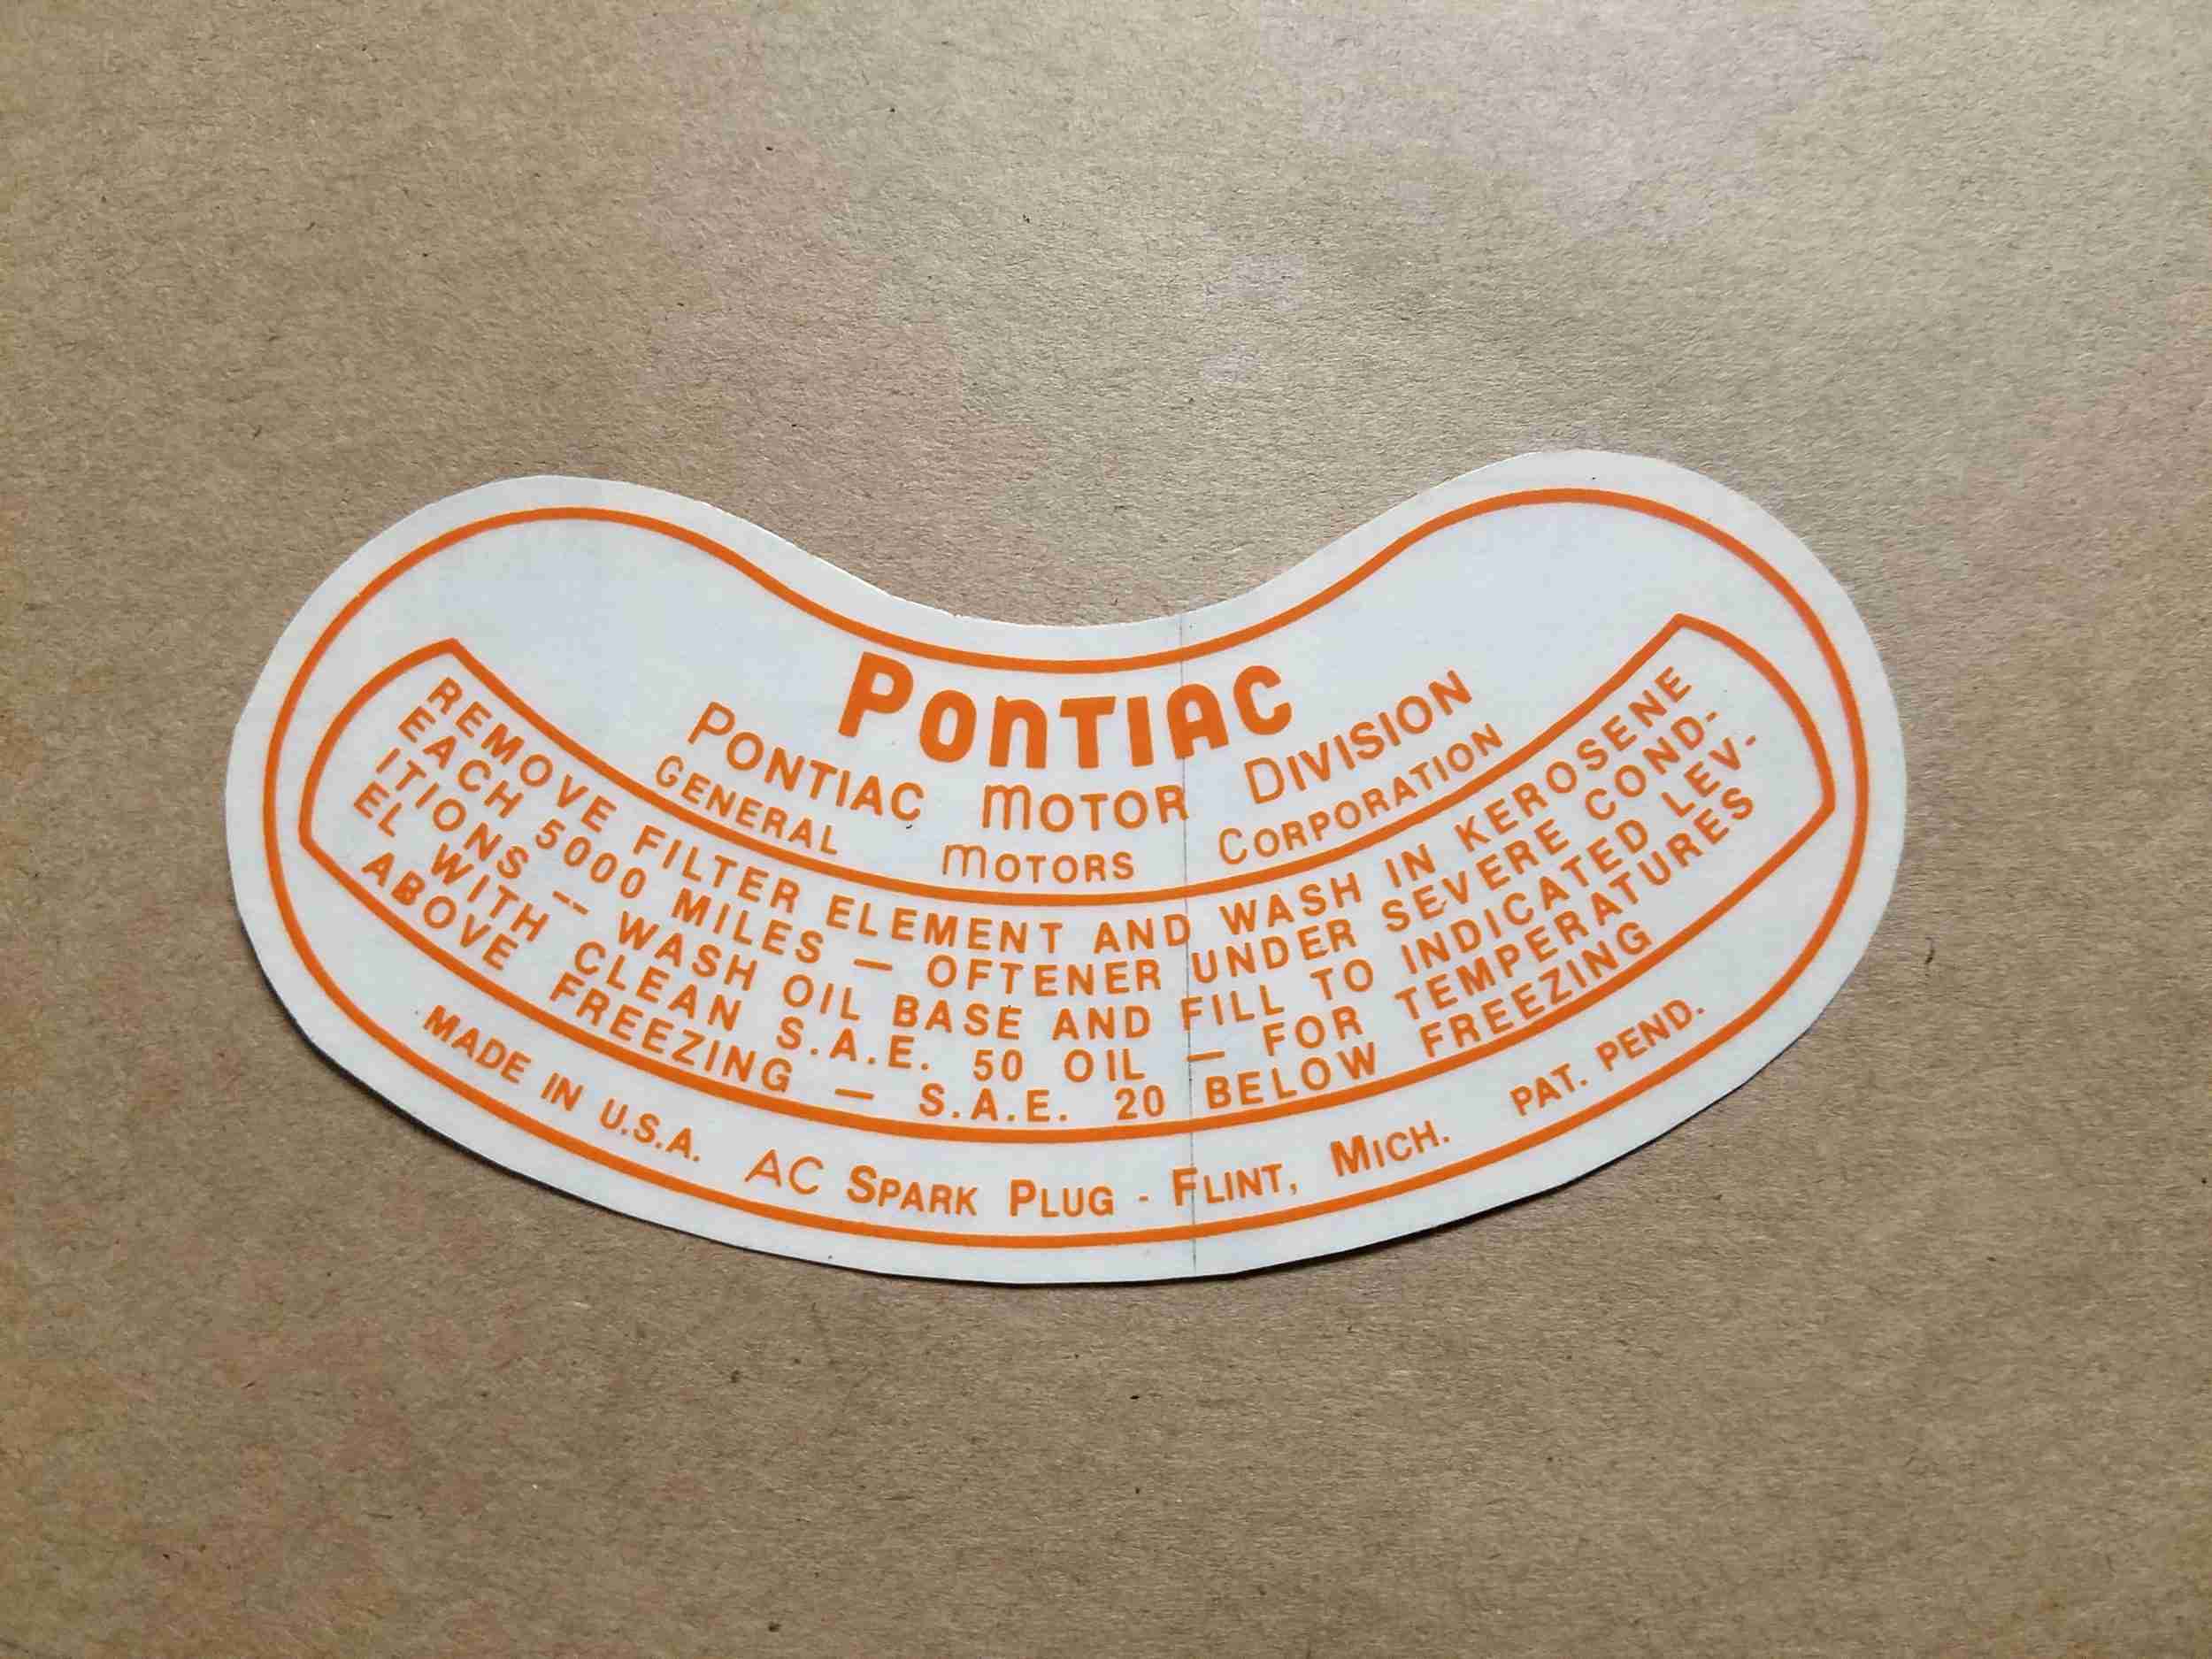 PONTIAC
PONTIAC MOTOR DIVISION
GENERAL MOTORS CORPORATION
REMOVE FILTER ELEMENT AND WASH IN KEROSENE
EACH 5000 MILES — OFTENER UNDER SEVERE COND-
ITIONS -- WASH OIL BASE AND FILL TO INDICATED LEV-
EL WITH CLEAN S.A.E. 50 OIL — FOR TEMPERATURES
ABOVE FREEZING — S.A.E. 20 BELOW FREEZING
MADE IN U.S.A. AC SPARK PLUG - FLINT, MICH. PAT. PEND.